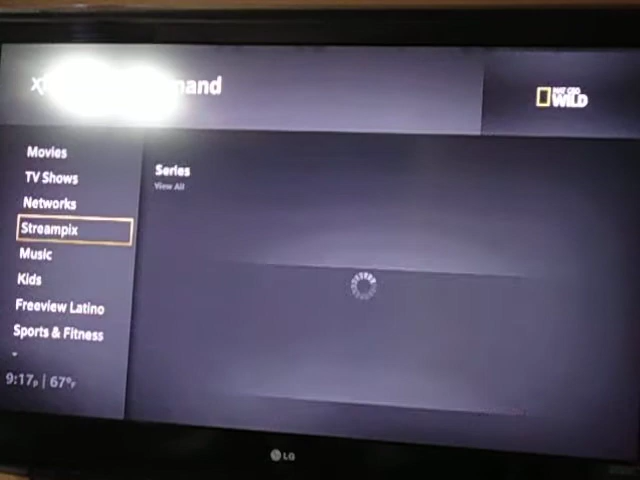 mand
NAT GEO
WILD
Movies
TV Shows
Networks
Streampix
Music
Kids
Freeview Latino
Sports & Fitness
9:17p | 67°F
Series
View All
LG